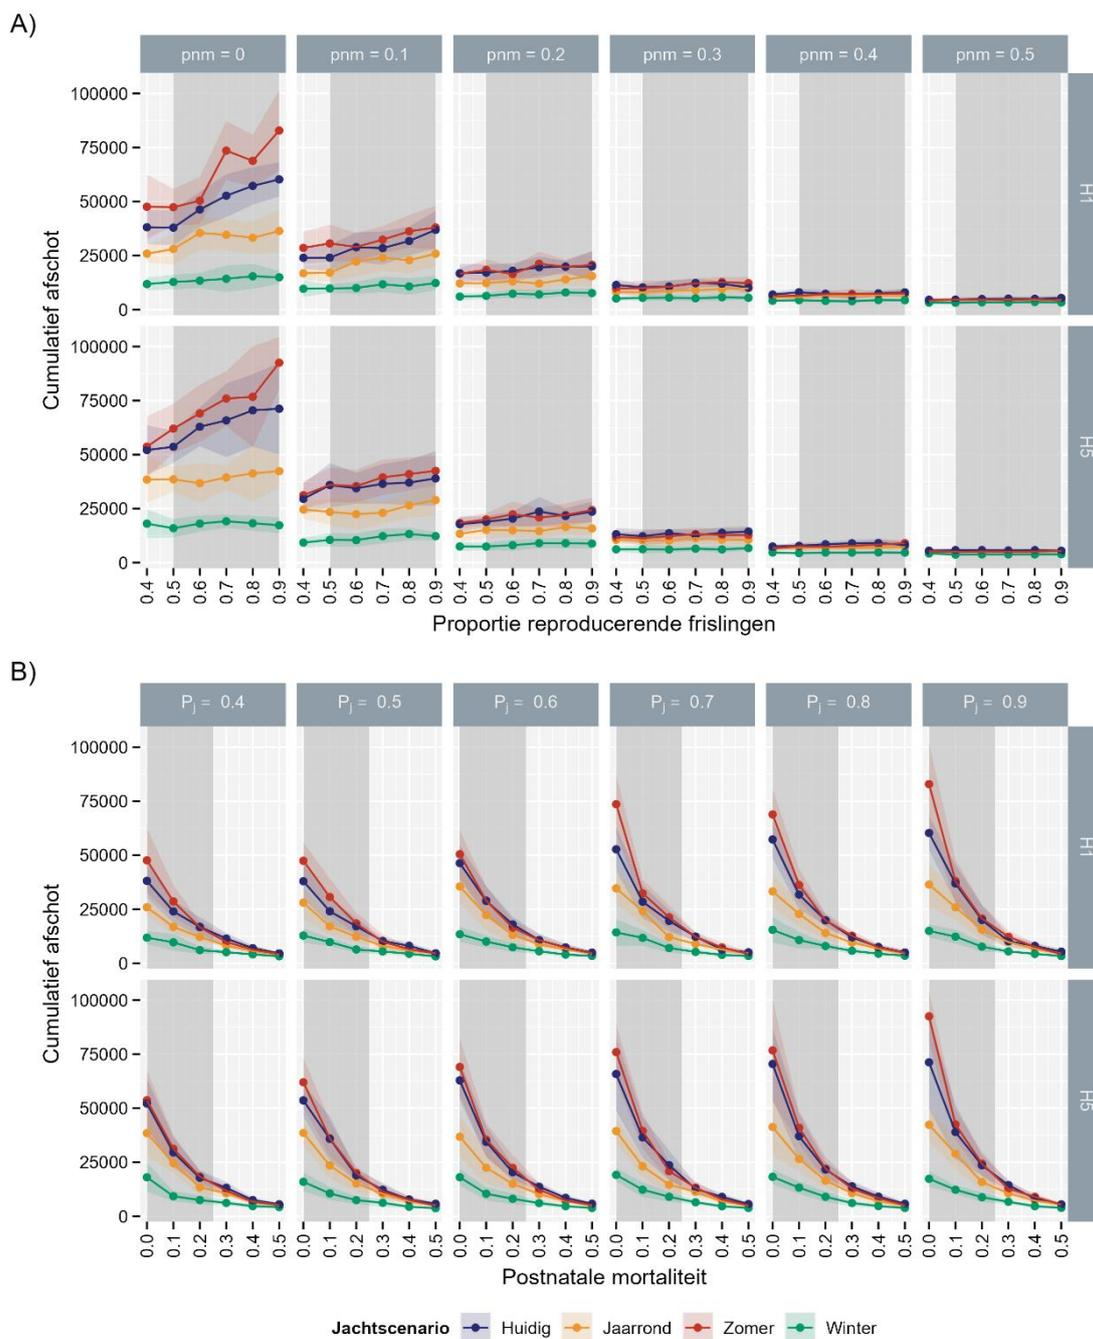 A)
pnm = 0 pnm = 0.1 pnm = 0.2 pnm = 0.3 pnm = 0.4 pnm = 0.5
Cumulatief afschot
100000
75000
50000
25000
0
H1
100000
75000
50000
25000
0
H5
0.4 0.5 0.6 0.7 0.8 0.9 0.4 0.5 0.6 0.7 0.8 0.9 0.4 0.5 0.6 0.7 0.8 0.9 0.4 0.5 0.6 0.7 0.8 0.9 0.4 0.5 0.6 0.7 0.8 0.9 0.4 0.5 0.6 0.7 0.8 0.9
Proportie reproducerende frislingen
B)
Pj = 0.4 Pj = 0.5 Pj = 0.6 Pj = 0.7 Pj = 0.8 Pj = 0.9
Cumulatief afschot
100000
75000
50000
25000
0
H1
100000
75000
50000
25000
0
H5
0.0 0.1 0.2 0.3 0.4 0.5 0.0 0.1 0.2 0.3 0.4 0.5 0.0 0.1 0.2 0.3 0.4 0.5 0.0 0.1 0.2 0.3 0.4 0.5 0.0 0.1 0.2 0.3 0.4 0.5 0.0 0.1 0.2 0.3 0.4 0.5
Postnatale mortaliteit
Jachtscenario Huidig Jaarrond Zomer Winter